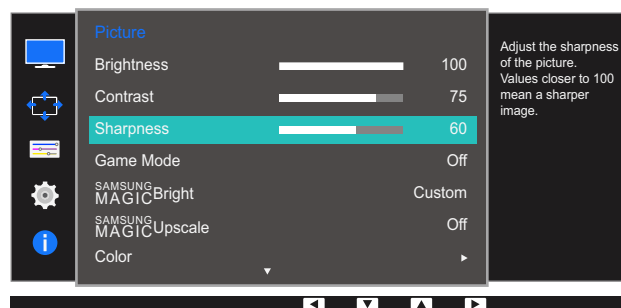 Picture
Brightness 100
Contrast 75
Sharpness 60
Game Mode Off
SAMSUNG
MAGICBright Custom
SAMSUNG
MAGICUpscale Off
Color
Adjust the sharpness
of the picture.
Values closer to 100
mean a sharper
image.